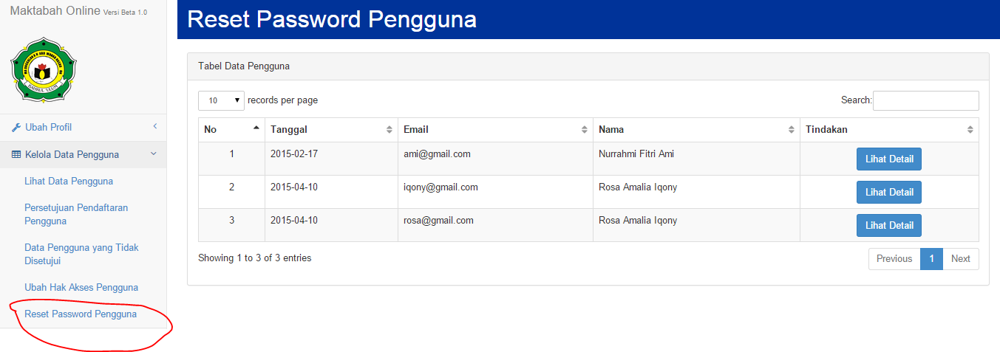 Maktabah Online Versi Beta 1.0
BAHRUL ULUM
Ubah Profil
Kelola Data Pengguna
Lihat Data Pengguna
Persetujuan Pendaftaran
Pengguna
Data Pengguna yang Tidak
Disetujui
Ubah Hak Akses Pengguna
Reset Password Pengguna
Reset Password Pengguna
Tabel Data Pengguna
10 records per page Search:
No Tanggal Email Nama Tindakan
1 2015-02-17 ami@gmail.com Nurrahmi Fitri Ami Lihat Detail
2 2015-04-10 iqony@gmail.com Rosa Amalia Iqony Lihat Detail
3 2015-04-10 rosa@gmail.com Rosa Amalia Iqony Lihat Detail
Showing 1 to 3 of 3 entries Previous 1 Next